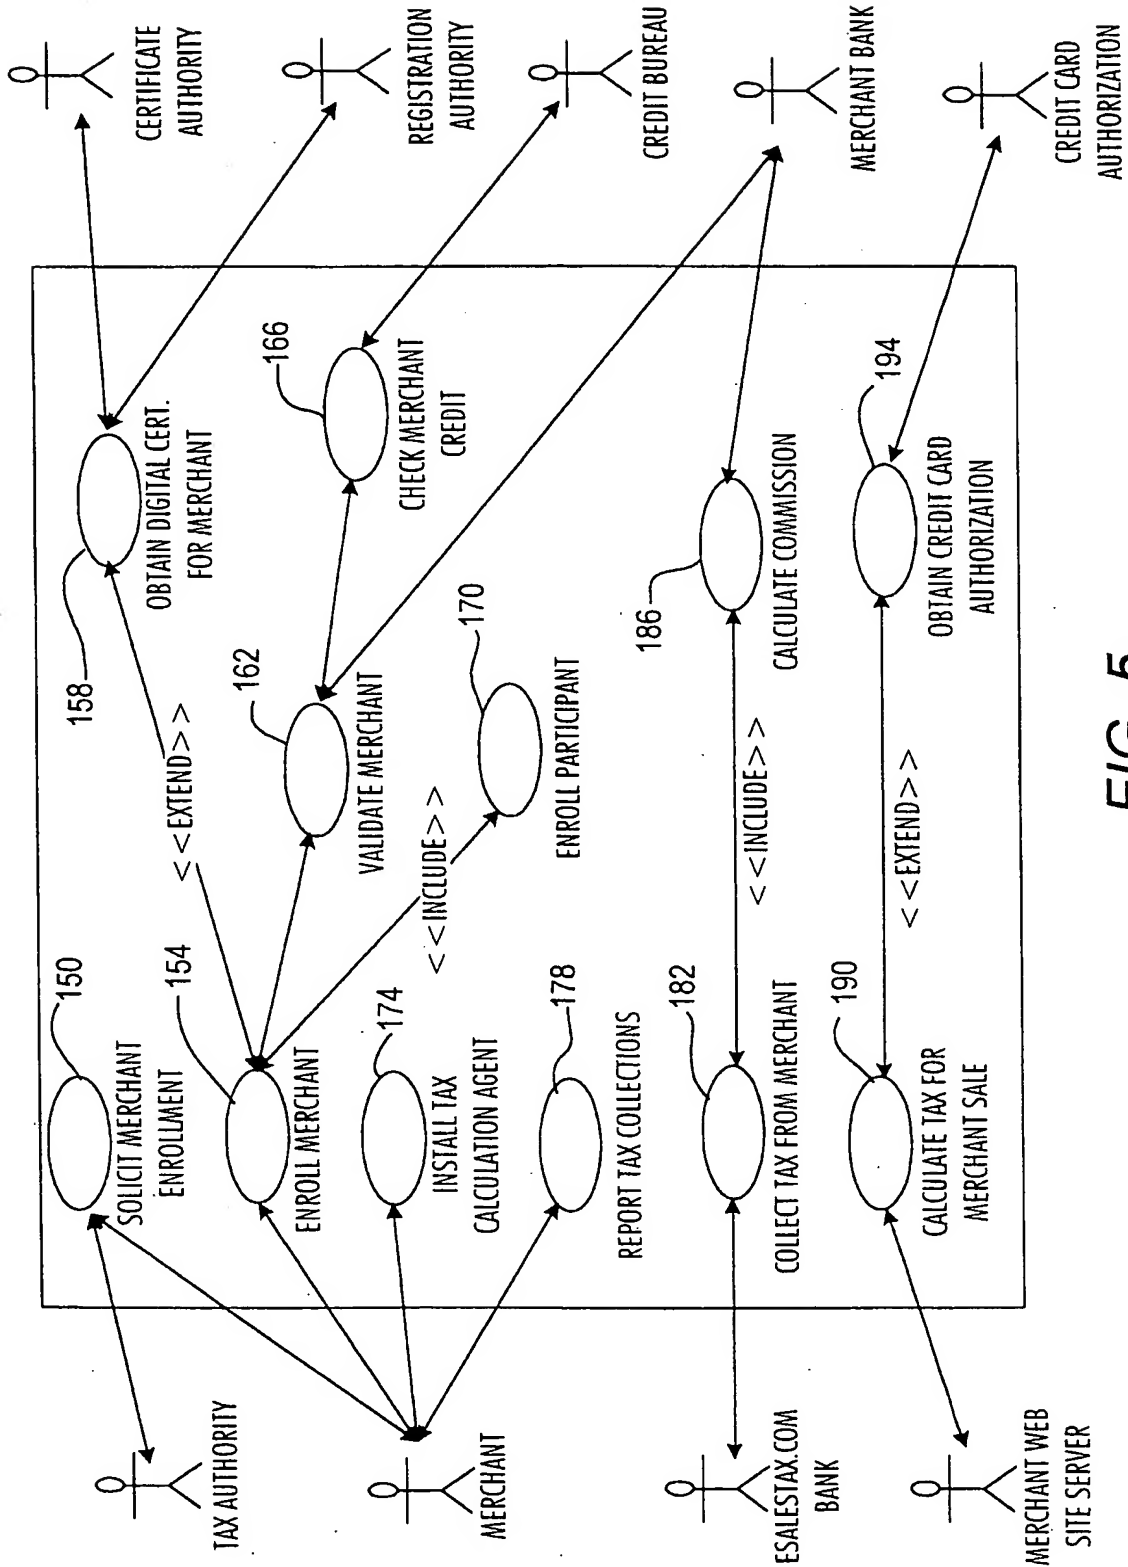 TAX AUTHORITY
MERCHANT
ESALESTAX.COM
BANK
MERCHANT WEB
SITE SERVER
150
SOLICIT MERCHANT
ENROLLMENT
154
ENROLL MERCHANT
174
INSTALL TAX
CALCULATION AGENT
178
REPORT TAX COLLECTIONS
182
COLLECT TAX FROM MERCHANT
190
CALCULATE TAX FOR
MERCHANT SALE
<<EXTEND>>
158
OBTAIN DIGITAL CERT.
FOR MERCHANT
162
VALIDATE MERCHANT
166
CHECK MERCHANT
CREDIT
<<INCLUDE>>
170
ENROLL PARTICIPANT
186
CALCULATE COMMISSION
<<INCLUDE>>
194
OBTAIN CREDIT CARD
AUTHORIZATION
<<EXTEND>>
CERTIFICATE
AUTHORITY
REGISTRATION
AUTHORITY
CREDIT BUREAU
MERCHANT BANK
CREDIT CARD
AUTHORIZATION